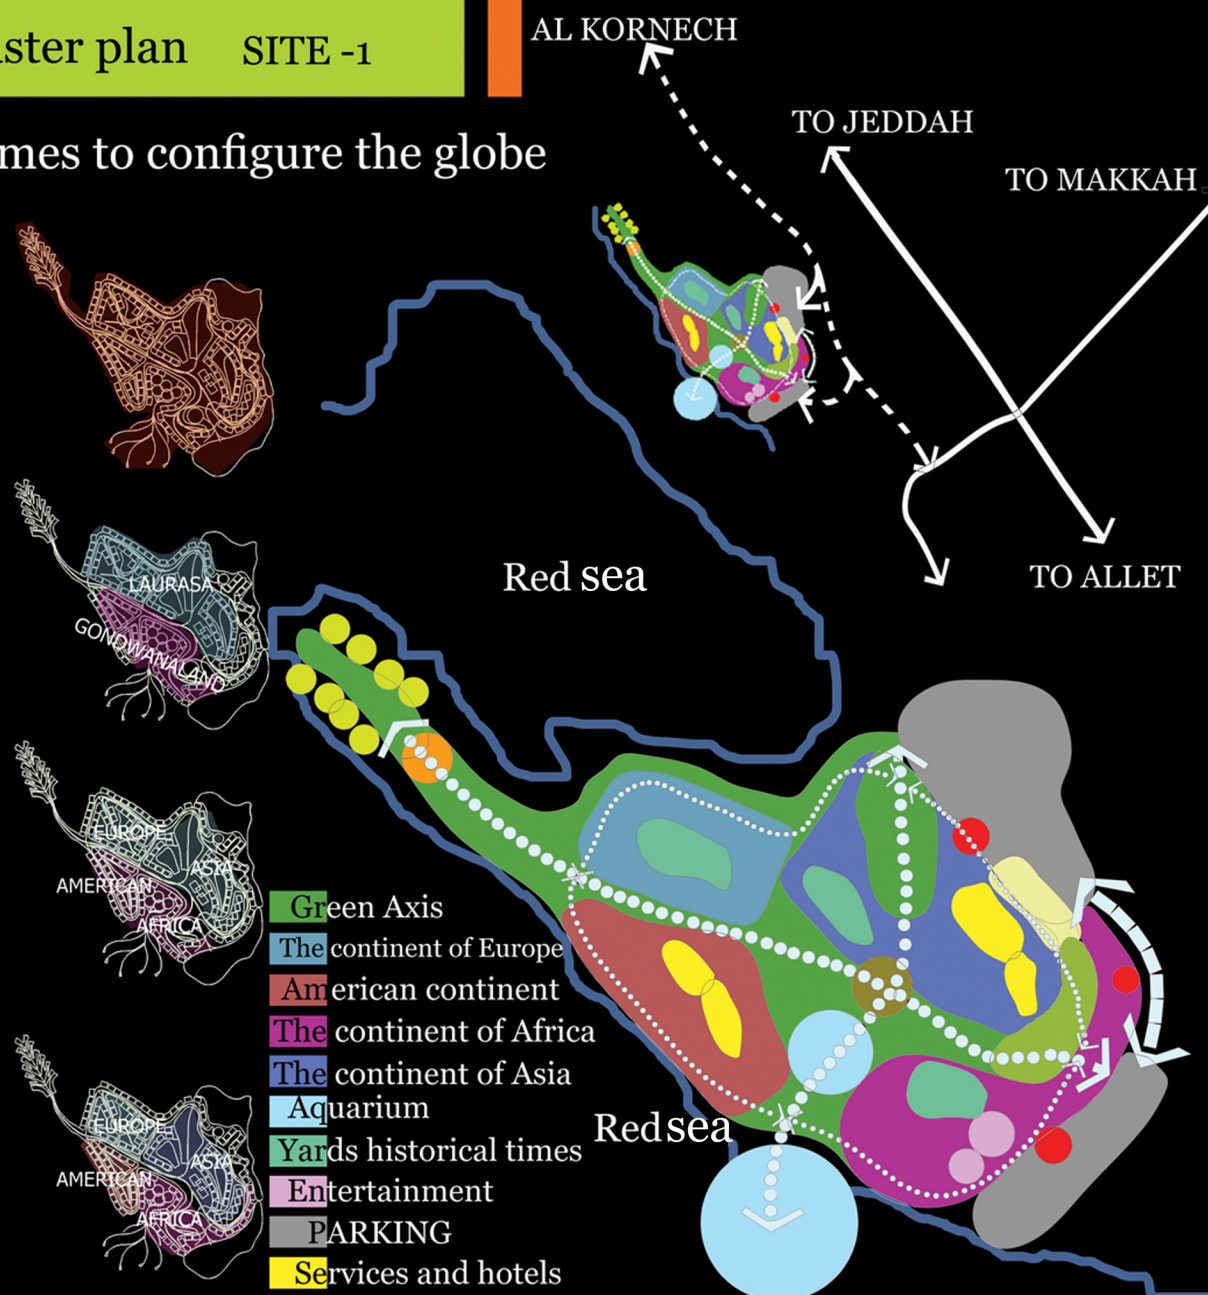 aster plan SITE -1
AL KORNECH
TO JEDDAH
mes to configure the globe
TO MAKKAH
Red sea
TO ALLET
LAURASA
GONDWANALAND
EUROPE
ASIA
AMERICAN
AFRICA
Green Axis
The continent of Europe
American continent
The continent of Africa
The continent of Asia
Aquarium
Red sea
Yards historical times
Entertainment
PARKING
Services and hotels
EUROPE
ASIA
AMERICAN
AFRICA